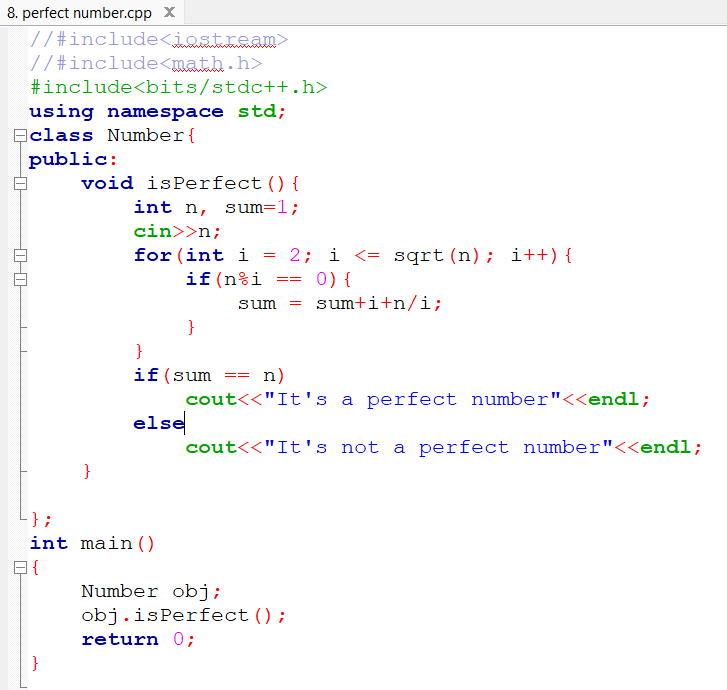 8. perfect number.cpp X
//#include<iostream>
//#include<math.h>
#include<bits/stdc++.h>
using namespace std;
class Number{
public:
    void isPerfect(){
        int n, sum=1;
        cin>>n;
        for(int i = 2; i <= sqrt(n); i++){
            if(n%i == 0){
                sum = sum+i+n/i;
            }
        }
        if(sum == n)
            cout<<"It's a perfect number"<<endl;
        else
            cout<<"It's not a perfect number"<<endl;
    }
};
int main()
{
    Number obj;
    obj.isPerfect();
    return 0;
}